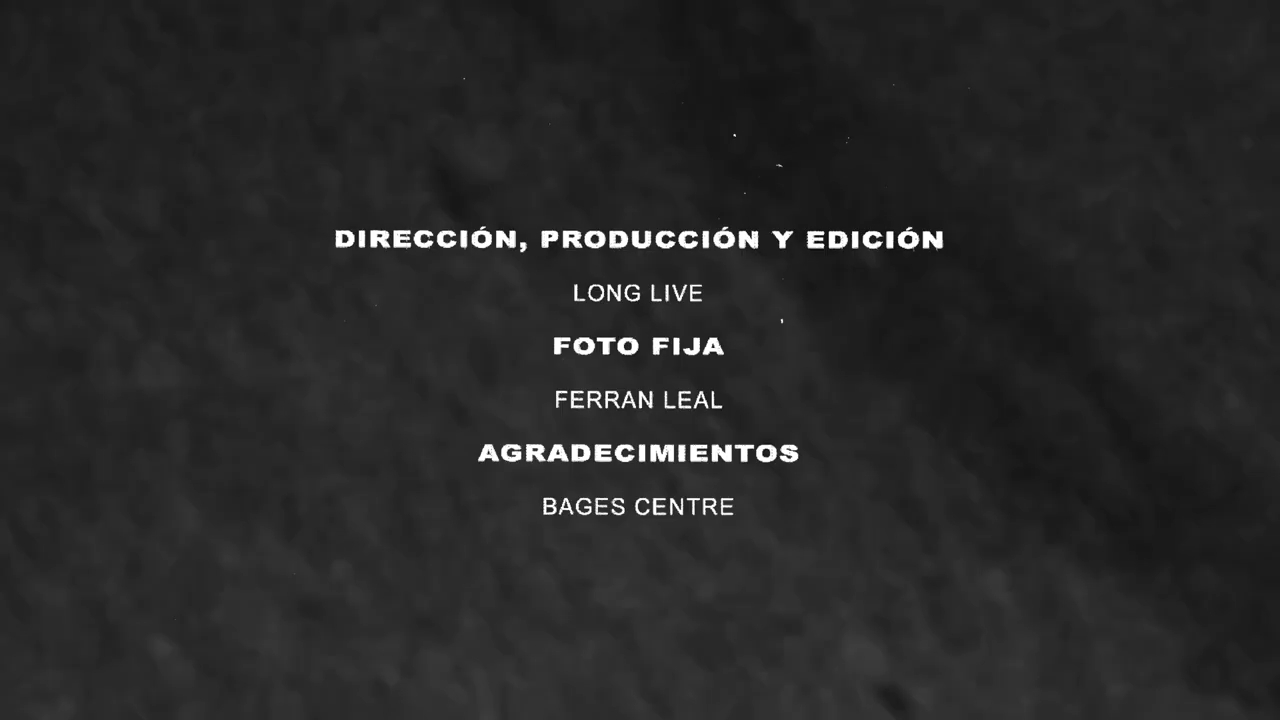 DIRECCIÓN, PRODUCCIÓN Y EDICIÓN
LONG LIVE
FOTO FIJA
FERRAN LEAL
AGRADECIMIENTOS
BAGES CENTRE